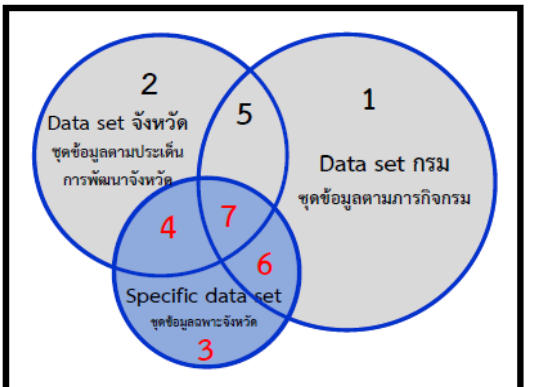 2
Data set จังหวัด
ชุดข้อมูลตามประเด็น
การพัฒนาจังหวัด
5
1
Data set กรม
ชุดข้อมูลตามภารกิจกรม
4
7
6
Specific data set
ชุดข้อมูลฉพาะจังหวัด
3